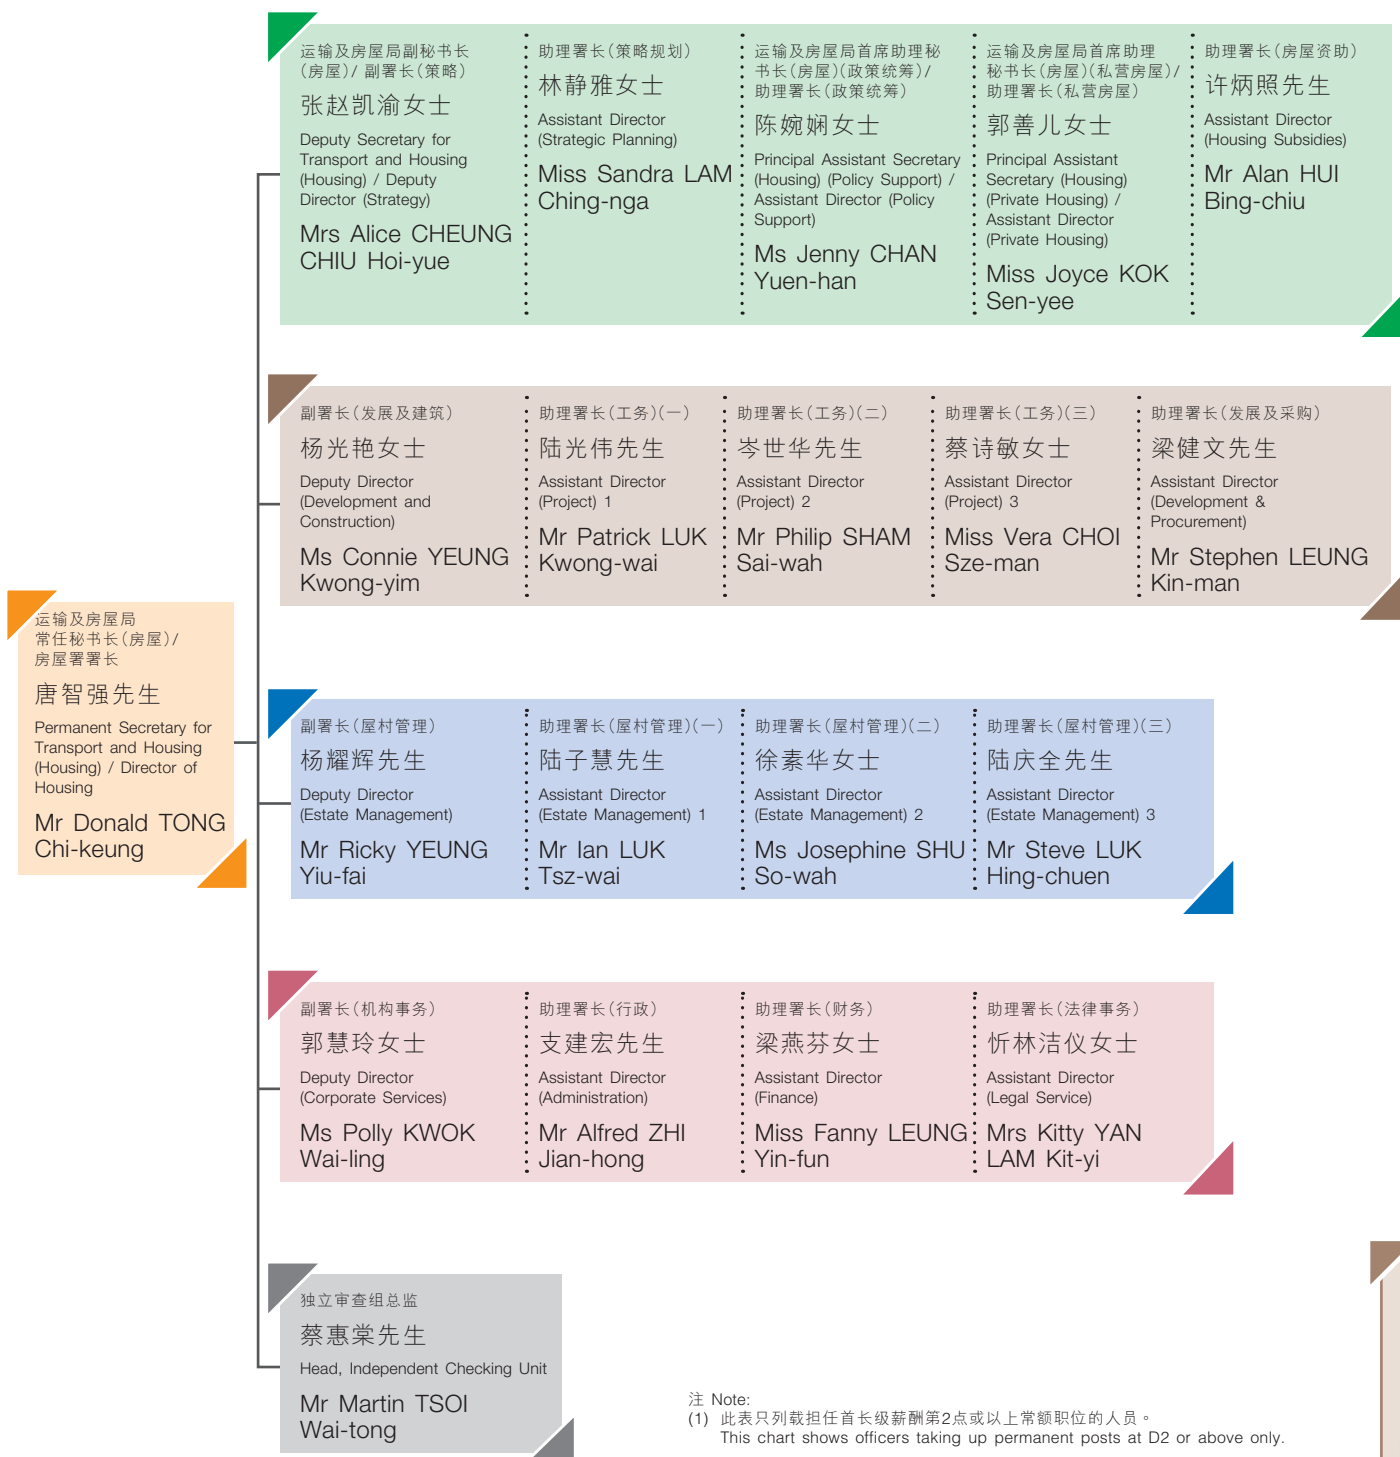 运输及房屋局副秘书长
(房屋)/ 副署长(策略)
张赵凯渝女士
Deputy Secretary for
Transport and Housing
(Housing) / Deputy
Director (Strategy)
Mrs Alice CHEUNG
CHIU Hoi-yue
助理署长(策略规划)
林静雅女士
Assistant Director
(Strategic Planning)
Miss Sandra LAM
Ching-nga
运输及房屋局首席助理秘
书长(房屋)(政策统筹)/
助理署长(政策统筹)
陈婉娴女士
Principal Assistant Secretary
(Housing) (Policy Support) /
Assistant Director (Policy
Support)
Ms Jenny CHAN
Yuen-han
运输及房屋局首席助理
秘书长(房屋)(私营房屋)/
助理署长(私营房屋)
郭善儿女士
Principal Assistant
Secretary (Housing)
(Private Housing) /
Assistant Director
(Private Housing)
Miss Joyce KOK
Sen-yee
助理署长(房屋资助)
许炳照先生
Assistant Director
(Housing Subsidies)
Mr Alan HUI
Bing-chiu
副署长(发展及建筑)
杨光艳女士
Deputy Director
(Development and
Construction)
Ms Connie YEUNG
Kwong-yim
助理署长(工务)(一)
陆光伟先生
Assistant Director
(Project) 1
Mr Patrick LUK
Kwong-wai
助理署长(工务)(二)
岑世华先生
Assistant Director
(Project) 2
Mr Philip SHAM
Sai-wah
助理署长(工务)(三)
蔡诗敏女士
Assistant Director
(Project) 3
Miss Vera CHOI
Sze-man
助理署长(发展及采购)
梁健文先生
Assistant Director
(Development &
Procurement)
Mr Stephen LEUNG
Kin-man
运输及房屋局
常任秘书长(房屋)/
房屋署署长
唐智强先生
Permanent Secretary for
Transport and Housing
(Housing) / Director of
Housing
Mr Donald TONG
Chi-keung
副署长(屋村管理)
杨耀辉先生
Deputy Director
(Estate Management)
Mr Ricky YEUNG
Yiu-fai
助理署长(屋村管理)(一)
陆子慧先生
Assistant Director
(Estate Management) 1
Mr Ian LUK
Tsz-wai
助理署长(屋村管理)(二)
徐素华女士
Assistant Director
(Estate Management) 2
Ms Josephine SHU
So-wah
助理署长(屋村管理)(三)
陆庆全先生
Assistant Director
(Estate Management) 3
Mr Steve LUK
Hing-chuen
副署长(机构事务)
郭慧玲女士
Deputy Director
(Corporate Services)
Ms Polly KWOK
Wai-ling
助理署长(行政)
支建宏先生
Assistant Director
(Administration)
Mr Alfred ZHI
Jian-hong
助理署长(财务)
梁燕芬女士
Assistant Director
(Finance)
Miss Fanny LEUNG
Yin-fun
助理署长(法律事务)
忻林洁仪女士
Assistant Director
(Legal Service)
Mrs Kitty YAN
LAM Kit-yi
独立审查组总监
蔡惠棠先生
Head, Independent Checking Unit
Mr Martin TSOI
Wai-tong
注 Note:
(1) 此表只列载担任首长级薪酬第2点或以上常额职位的人员。
This chart shows officers taking up permanent posts at D2 or above only.